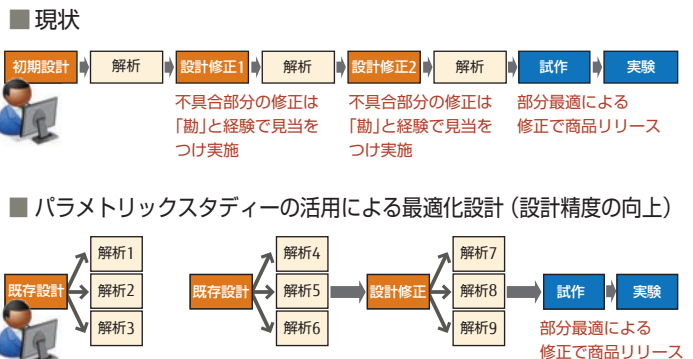 ■ 現状
初期設計 解析 設計修正1 解析 設計修正2 解析 試作 実験
不具合部分の修正は
「勘」と経験で見当を
つけ実施
不具合部分の修正は
「勘」と経験で見当を
つけ実施
部分最適による
修正で商品リリース
■ パラメトリックスタディーの活用による最適化設計（設計精度の向上）
既存設計
解析1
解析2
解析3
既存設計
解析4
解析5
解析6
設計修正
解析7
解析8
解析9
試作 実験
部分最適による
修正で商品リリース